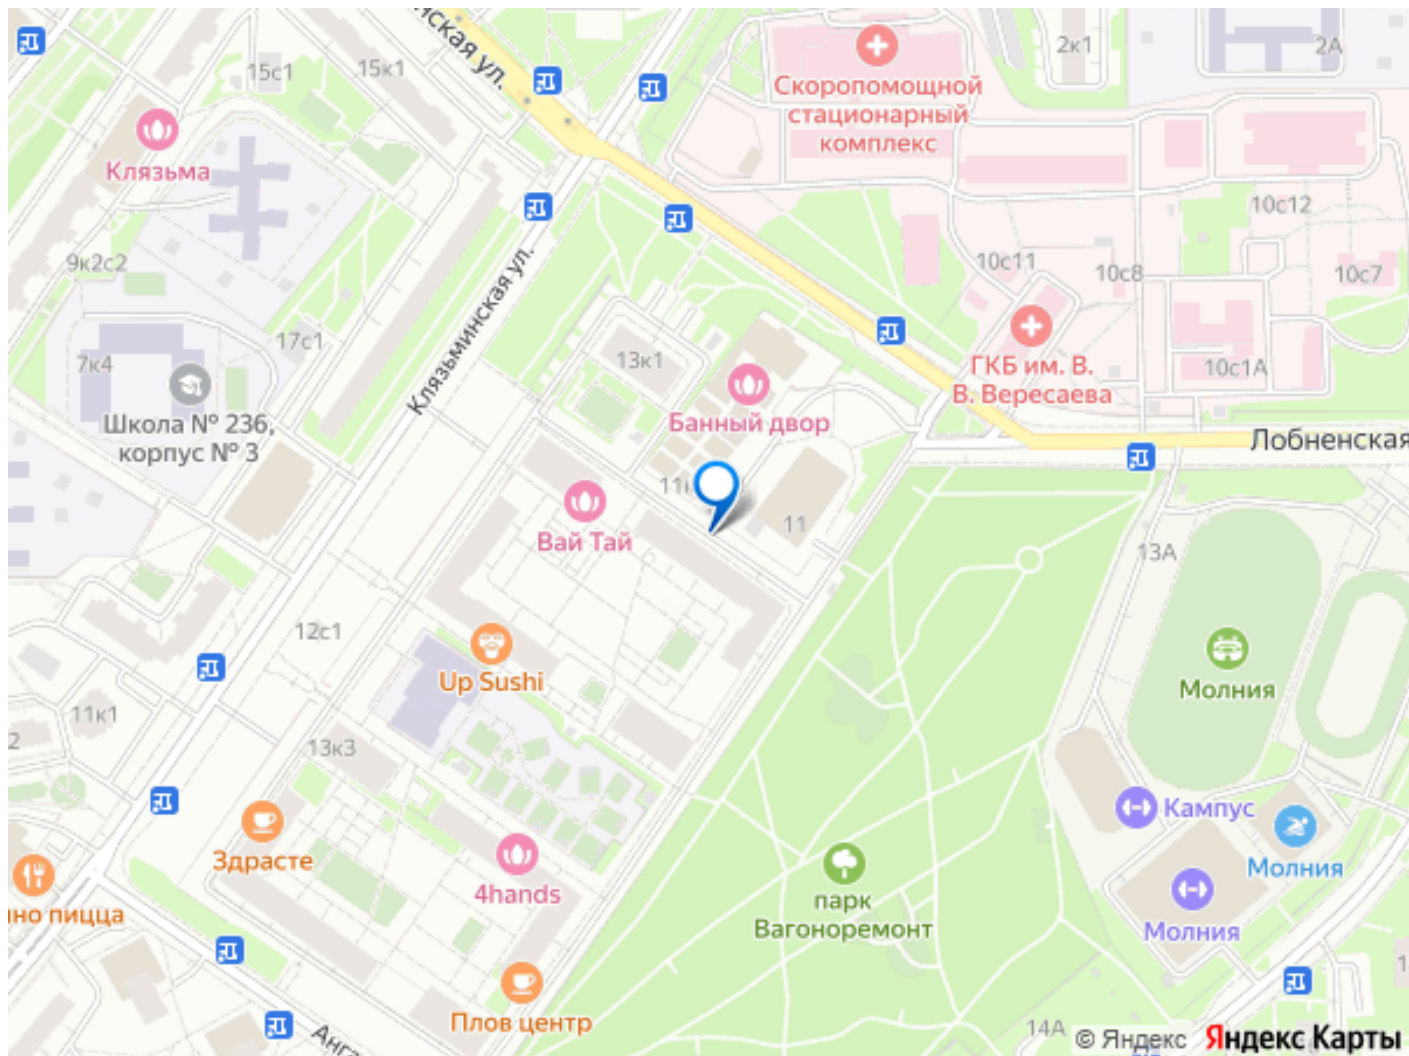 нская ул.
15с1
15к1
2к1
2А
Скоропомощной
стационарный
комплекс
Клязьма
10с12
9к2с2
10с11
10с8
10с7
Клязьминская ул.
17с1
7к4
13к1
ГКБ им. В.
В. Вересаева
10с1А
Школа № 236,
корпус № 3
Банный двор
Лобненская
11
Вай Тай
13А
12с1
Up Sushi
Молния
11к1
2
13к3
Кампус
Здрасте
Молния
4hands
но пицца
парк
Вагоноремонт
Молния
Плов центр
Анга
14А
1
© Яндекс Яндекс Карты